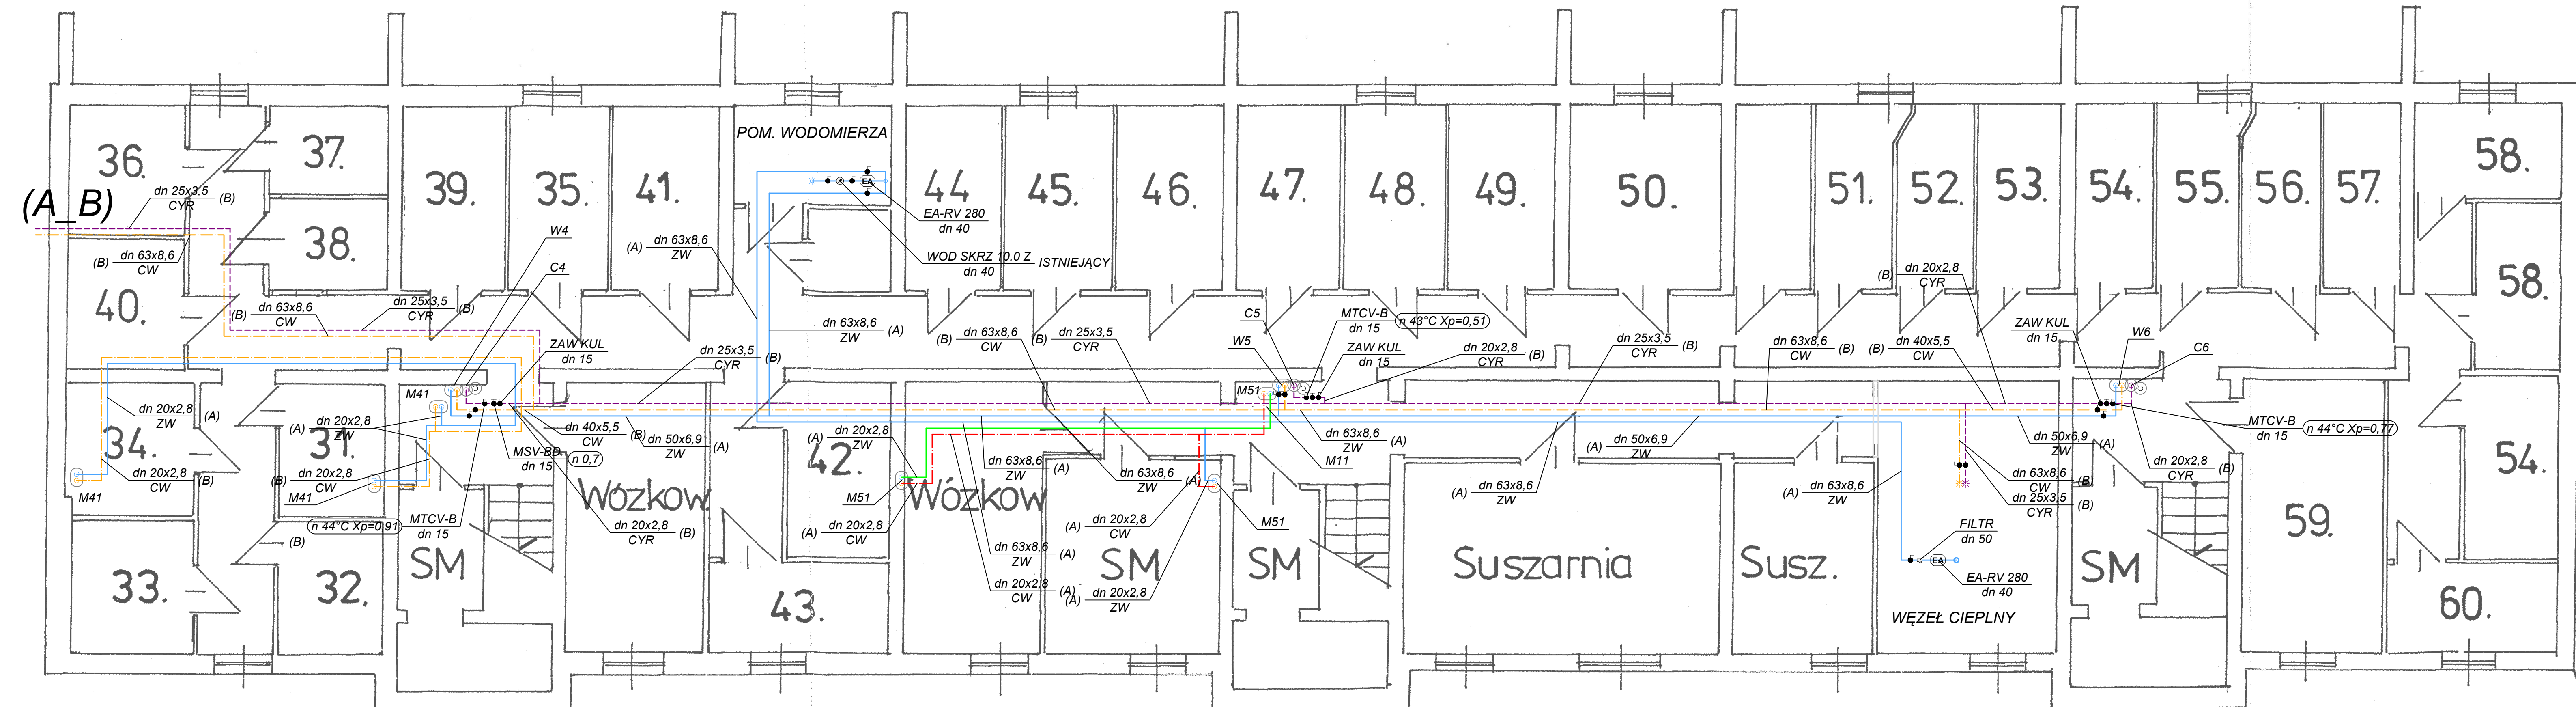 36.
37.
38.
(A_B)
dn 25x3,5 (B)
CYR
(B) dn 63x8,6
CW
40.
39.
35.
41.
POM. WODOMIERZA
44
45.
46.
47.
48.
49.
50.
51.
52.
53.
54.
55.
56.
57.
58.
58.
EA
EA-RV 280
dn 40
WOD SKRZ 10.0 Z ISTNIEJĄCY
dn 40
W4
C4
(A) dn 63x8,6
ZW
(B) dn 63x8,6
CW
dn 25x3,5 (B)
CYR
ZAW KUL
dn 15
dn 25x3,5 (B)
CYR
dn 63x8,6 (A)
ZW
(B) dn 63x8,6
CW
(B) dn 25x3,5
CYR
C5
W5
MTCV-B n 43°C Xp=0,51
dn 15
ZAW KUL
dn 15
dn 20x2,8 (B)
CYR
dn 25x3,5 (B)
CYR
dn 63x8,6 (B)
CW
(B) dn 40x5,5
CW
(B) dn 20x2,8
CYR
ZAW KUL
dn 15
W6
C6
M41
M51
34.
31.
42.
dn 20x2,8 (A)
ZW
dn 20x2,8 (B)
CW
M41
(A) dn 20x2,8
ZW
(B) dn 20x2,8
CW
M41
n 44°C Xp=0,91 MTCV-B
dn 15
(B)
dn 40x5,5 (B)
CW
dn 50x6,9 (A)
ZW
MSV-BD n 0,7
dn 15
dn 20x2,8 (B)
CYR
(A) dn 20x2,8
ZW
M51
(A) dn 20x2,8
CW
dn 63x8,6 (A)
ZW
dn 63x8,6 (A)
ZW
dn 63x8,6 (A)
ZW
M11
(A) dn 20x2,8
CW
M51
dn 63x8,6 (A)
ZW
dn 20x2,8 (A)
CW
(A) dn 20x2,8
ZW
(A) dn 63x8,6
ZW
(A) dn 50x6,9
ZW
(A) dn 63x8,6
ZW
dn 50x6,9 (A)
ZW
dn 63x8,6 (B)
CW
dn 25x3,5 (B)
CYR
dn 20x2,8 (B)
CYR
MTCV-B n 44°C Xp=0,77
dn 15
FILTR
dn 50
EA
EA-RV 280
dn 40
WĘZEŁ CIEPLNY
33.
32.
SM
Wózkow.
43.
Wózkow
SM
SM
Suszarnia
Susz.
SM
59.
54.
60.